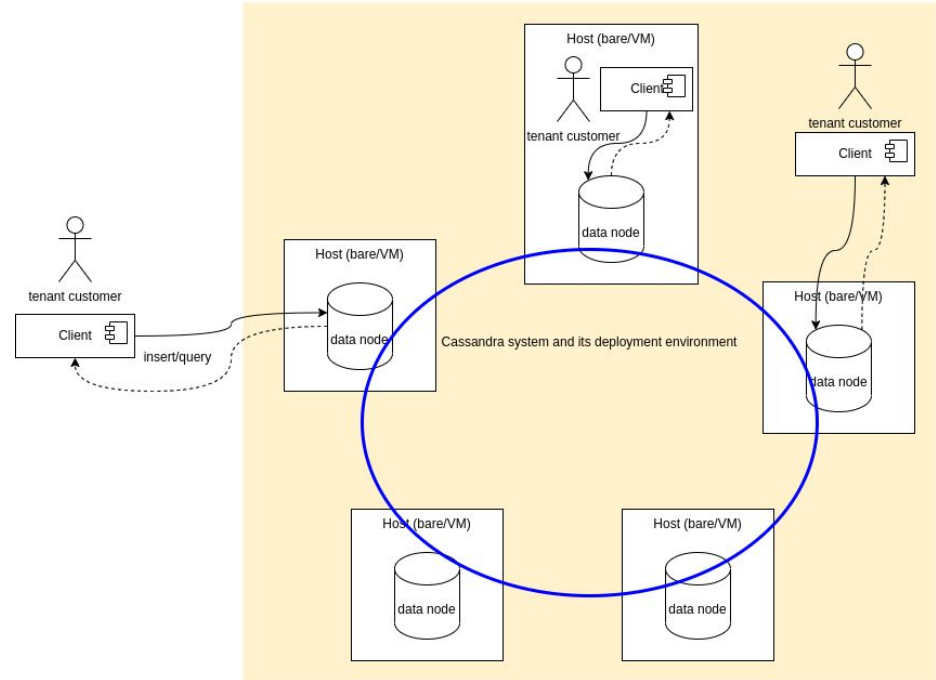 Host (bare/VM)
Client
tenant customer
data node
tenant customer
Client
Host (bare/VM)
data node
tenant customer
Client
insert/query
Host (bare/VM)
data node
Cassandra system and its deployment environment
Host (bare/VM)
data node
Host (bare/VM)
data node